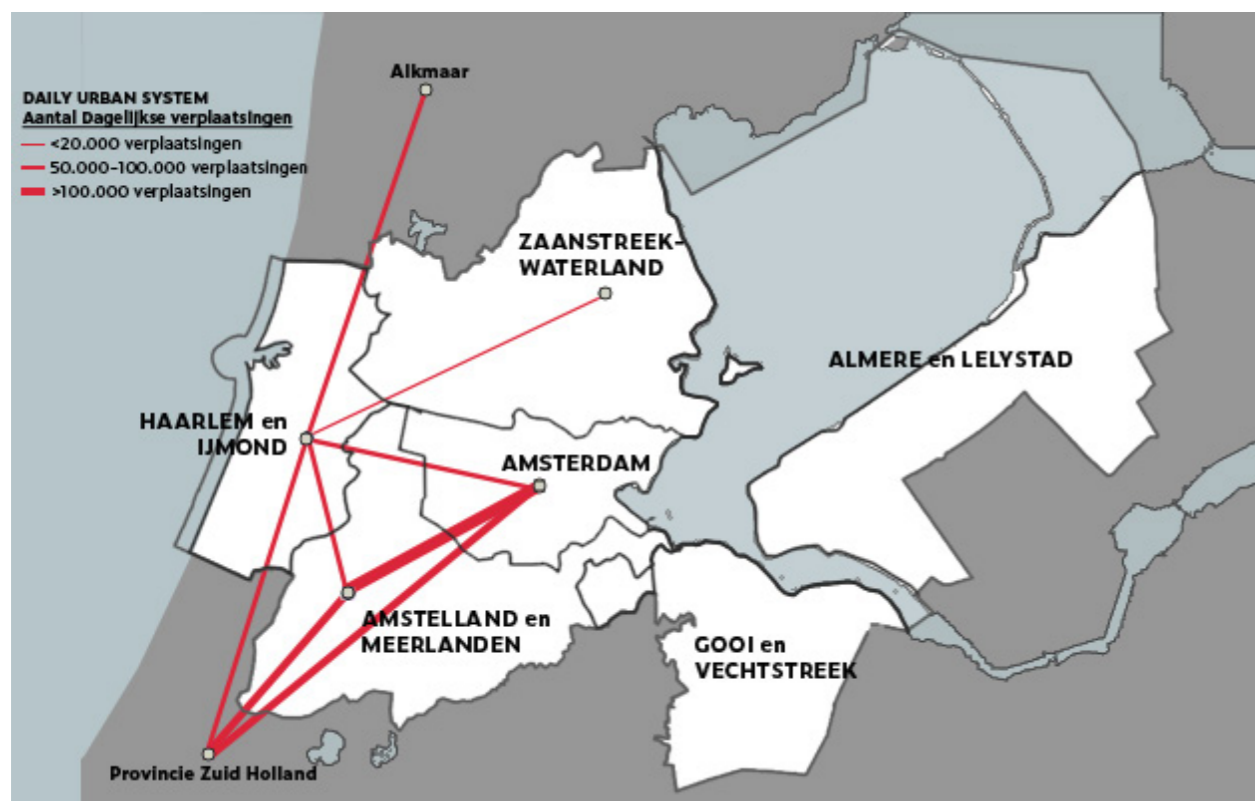 Alkmaar
DAILY URBAN SYSTEM
Aantal Dagelijkse verplaatsingen
<20.000 verplaatsingen
50.000-100.000 verplaatsingen
>100.000 verplaatsingen
ZAANSTREEK-
WATERLAND
ALMERE en LELYSTAD
HAARLEM en
IJMOND
AMSTERDAM
AMSTELLAND en
MEERLANDEN
GOOI en
VECHTSTREEK
Provincie Zuid Holland